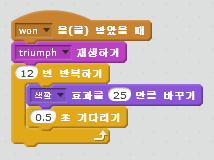 won 을(를) 받았을 때
triumph 재생하기
12 번 반복하기
색깔 효과를 25 만큼 바꾸기
0.5 초 기다리기